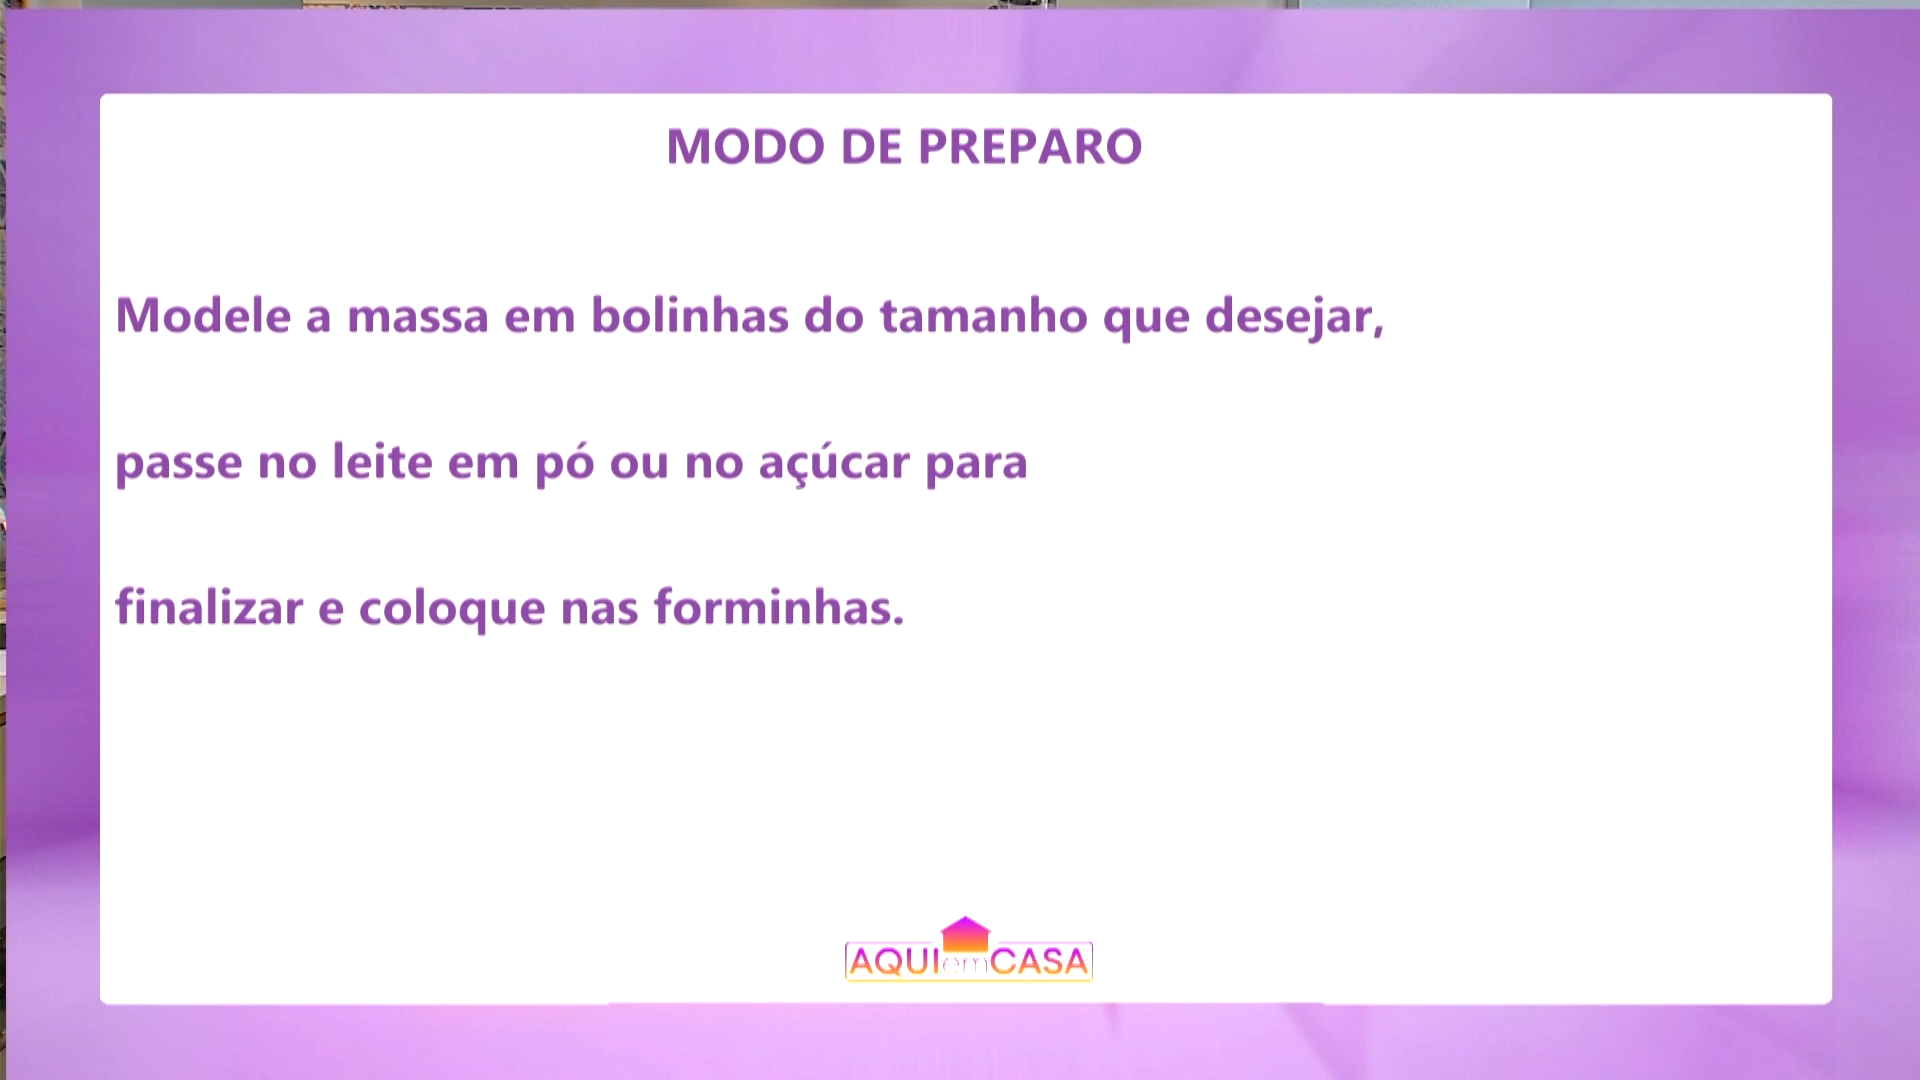 MODO DE PREPARO
Modele a massa em bolinhas do tamanho que desejar,
passe no leite em pó ou no açúcar para
finalizar e coloque nas forminhas.
AQUI em CASA